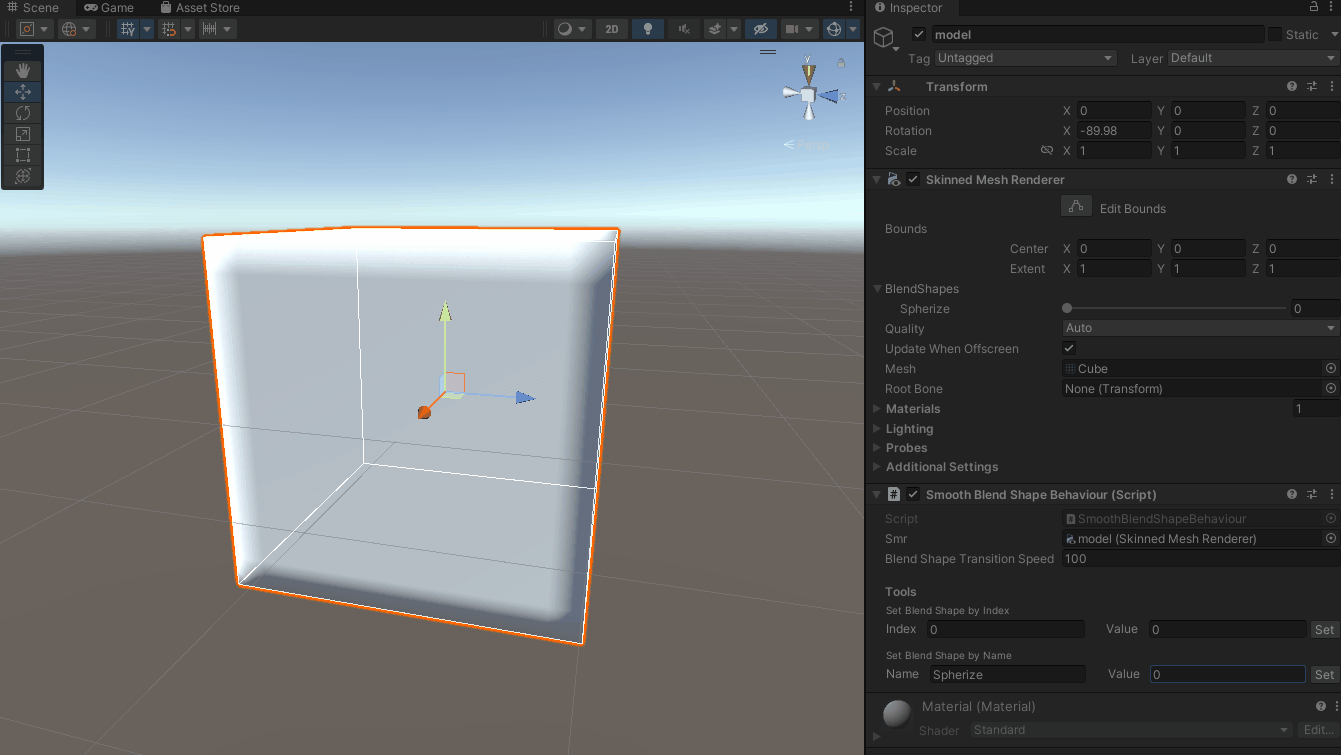 Scene Game Asset Store
2D
y
z
Inspector
model Static
Tag Untagged Layer Default
Transform
Position X 0 Y 0 Z 0
Rotation X -89.98 Y 0 Z 0
Scale X 1 Y 1 Z 1
Skinned Mesh Renderer
Edit Bounds
Bounds
Center X 0 Y 0 Z 0
Extent X 1 Y 1 Z 1
BlendShapes
Spherize 0
Quality Auto
Update When Offscreen
Mesh Cube
Root Bone None (Transform)
Materials 1
Lighting
Probes
Additional Settings
# Smooth Blend Shape Behaviour (Script)
Script SmoothBlendShapeBehaviour
Smr model (Skinned Mesh Renderer)
Blend Shape Transition Speed 100
Tools
Set Blend Shape by Index
Index 0 Value 0 Set
Set Blend Shape by Name
Name Spherize Value 0 Set
Material (Material)
Shader Standard Edit...